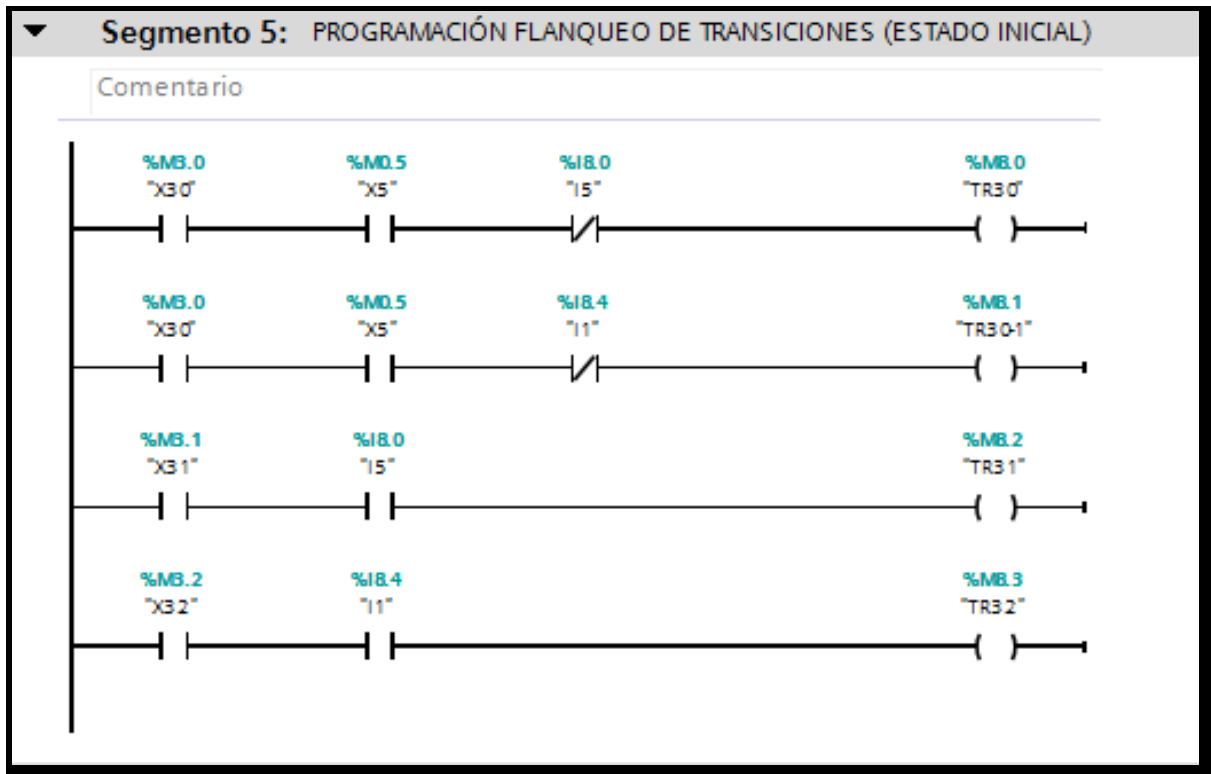 Segmento 5: PROGRAMACIÓN FLANQUEO DE TRANSICIONES (ESTADO INICIAL)
Comentario
%M3.0 %M0.5 %I8.0 %M8.0
"X30" "X5" "I5" "TR30"
%M3.0 %M0.5 %I8.4 %M8.1
"X30" "X5" "I1" "TR30-1"
%M3.1 %I8.0 %M8.2
"X31" "I5" "TR31"
%M3.2 %I8.4 %M8.3
"X32" "I1" "TR32"